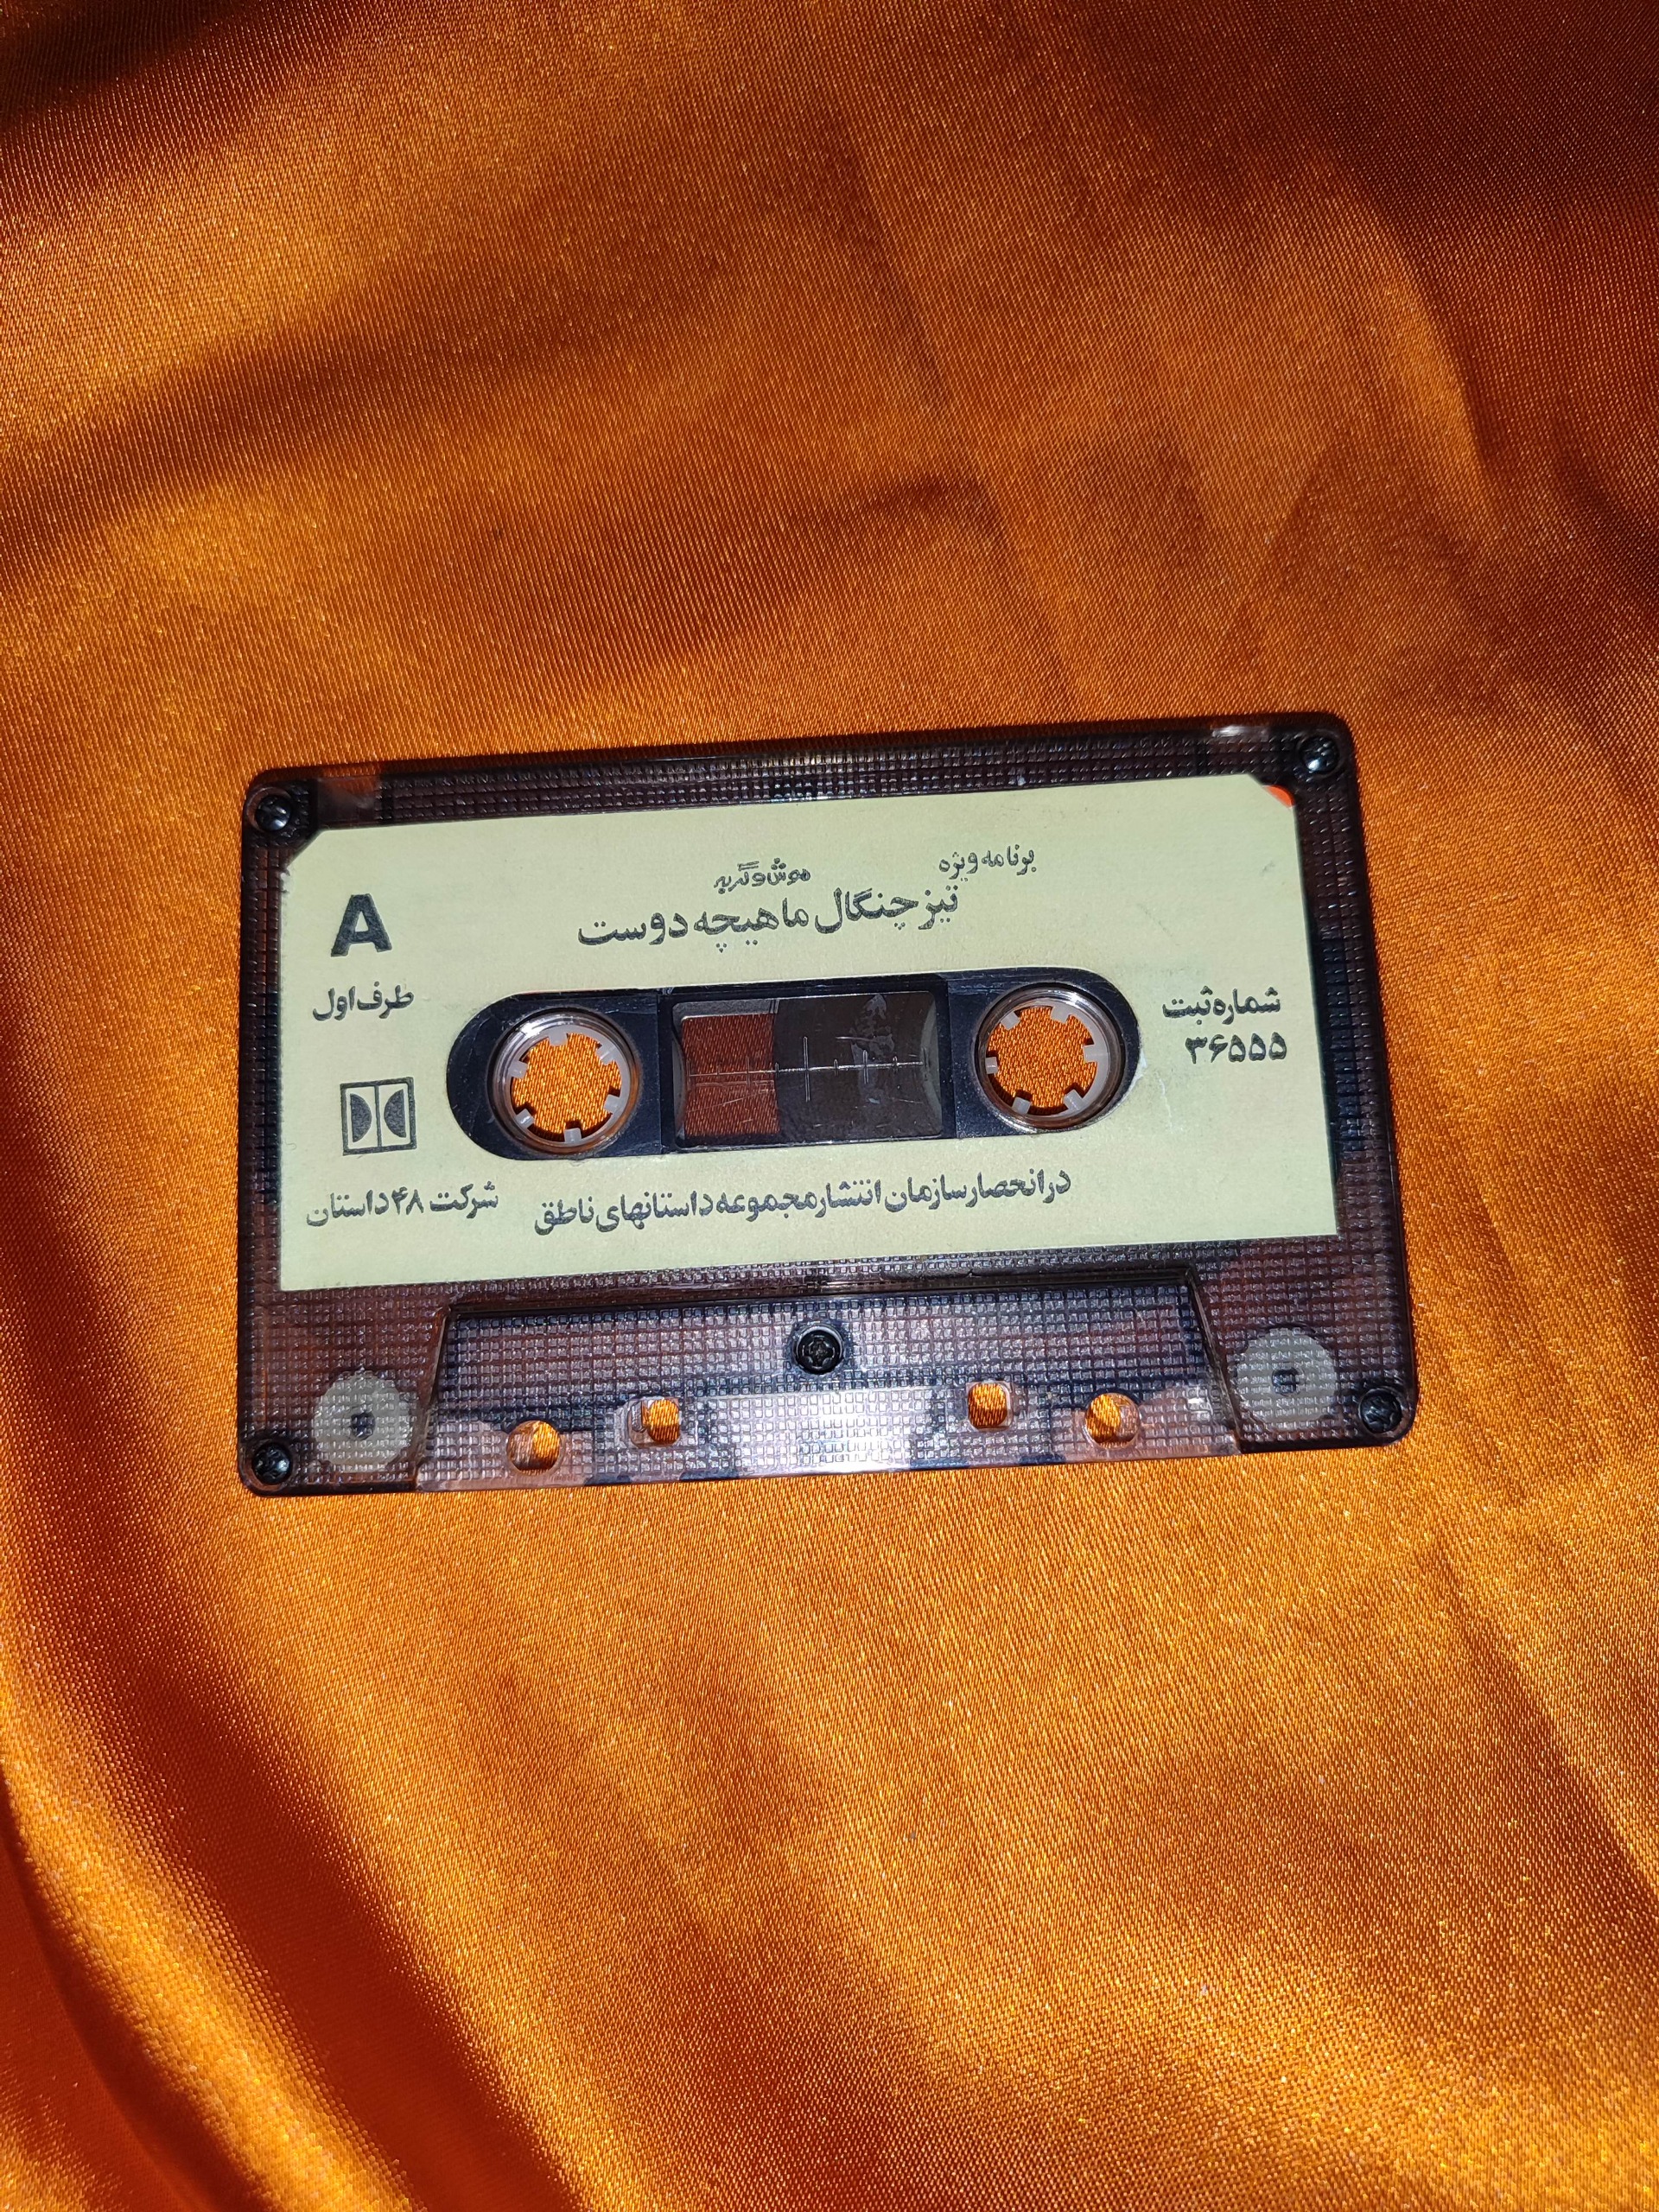 برنامه ویژه
موش و گربه
تیز چنگال ماهیچه دوست
A
طرف اول
شماره ثبت
۳۶۵۵۵
در انحصار سازمان انتشار مجموعه داستانهای ناطق
شرکت ۴۸ داستان